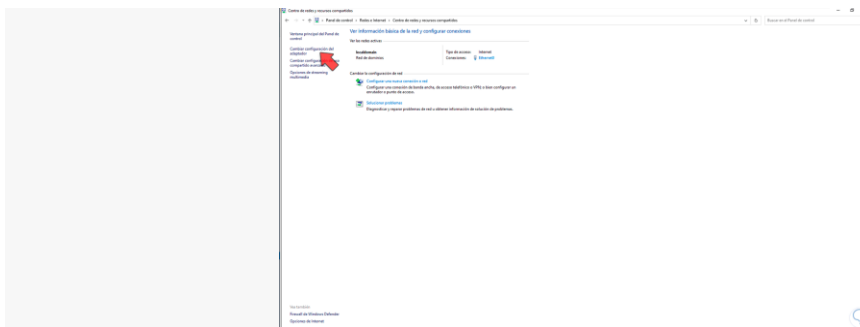 Centro de redes y recursos compartidos
Panel de control > Redes e Internet > Centro de redes y recursos compartidos
Buscar en el Panel de control
Ventana principal del Panel de
control
Cambiar configuración del
adaptador
Cambiar configuración de
compartido
Opciones de streaming
multimedia
Ver información básica de la red y configurar conexiones
Ver las redes activas
Red de dominio
Tipo de acceso: Internet
Conexiones: Ethernet0
Cambiar la configuración de red
Configurar una nueva conexión o red
Configurar una conexión de banda ancha, de acceso telefónico o VPN; o bien configurar un
enrutador o punto de acceso.
Solucionar problemas
Diagnosticar y reparar problemas de red u obtener información de solución de problemas.
Firewall de Windows Defender
Opciones de Internet